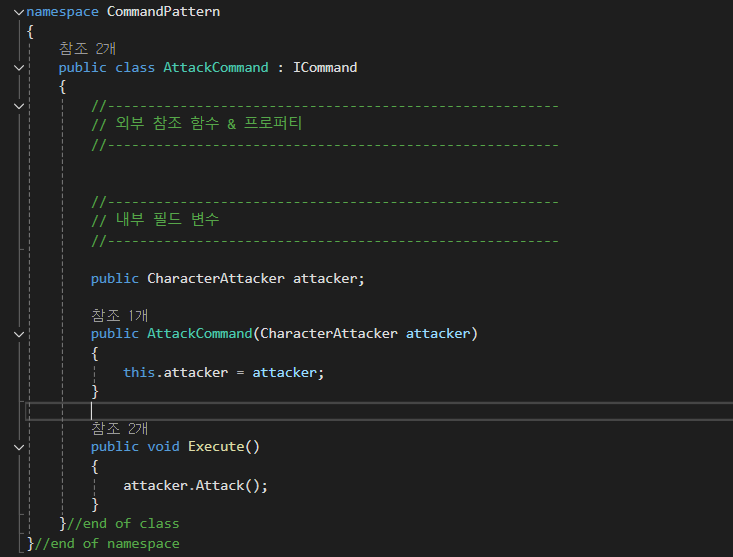 namespace CommandPattern
{
참조 2개
public class AttackCommand : ICommand
{
//--------------------------------------------------------
// 외부 참조 함수 & 프로퍼티
//--------------------------------------------------------
//--------------------------------------------------------
// 내부 필드 변수
//--------------------------------------------------------
public CharacterAttacker attacker;
참조 1개
public AttackCommand(CharacterAttacker attacker)
{
this.attacker = attacker;
}
참조 2개
public void Execute()
{
attacker.Attack();
}
}//end of class
}//end of namespace